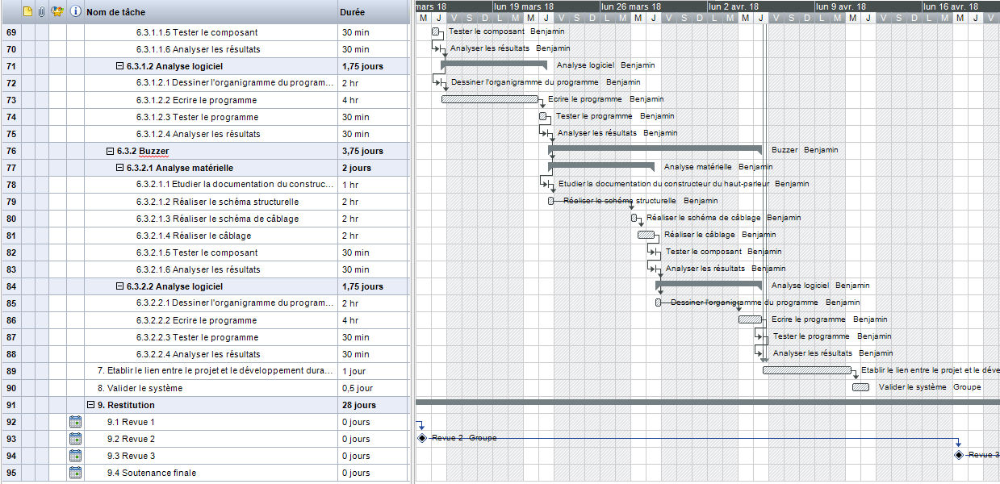 Nom de tâche Durée mars 18 lun 19 mars 18 lun 26 mars 18 lun 2 avr. 18 lun 9 avr. 18 lun 16 avr. 18
M J V S D L M M J V S D L M M J V S D L M M J V S D L M M J V S D L M M J V
69 6.3.1.1.5 Tester le composant 30 min Tester le composant Benjamin
70 6.3.1.1.6 Analyser les résultats 30 min Analyser les résultats Benjamin
71 6.3.1.2 Analyse logiciel 1,75 jours Analyse logiciel Benjamin
72 6.3.1.2.1 Dessiner l'organigramme du program... 2 hr Dessiner l'organigramme du programme Benjamin
73 6.3.1.2.2 Ecrire le programme 4 hr Ecrire le programme Benjamin
74 6.3.1.2.3 Tester le programme 30 min Tester le programme Benjamin
75 6.3.1.2.4 Analyser les résultats 30 min Analyser les résultats Benjamin
76 6.3.2 Buzzer 3,75 jours Buzzer Benjamin
77 6.3.2.1 Analyse matérielle 2 jours Analyse matérielle Benjamin
78 6.3.2.1.1 Etudier la documentation du construc... 1 hr Etudier la documentation du constructeur du haut-parleur Benjamin
79 6.3.2.1.2 Réaliser le schéma structurelle 2 hr Réaliser le schéma structurelle Benjamin
80 6.3.2.1.3 Réaliser le schéma de câblage 2 hr Réaliser le schéma de câblage Benjamin
81 6.3.2.1.4 Réaliser le câblage 2 hr Réaliser le câblage Benjamin
82 6.3.2.1.5 Tester le composant 30 min Tester le composant Benjamin
83 6.3.2.1.6 Analyser les résultats 30 min Analyser les résultats Benjamin
84 6.3.2.2 Analyse logiciel 1,75 jours Analyse logiciel Benjamin
85 6.3.2.2.1 Dessiner l'organigramme du program... 2 hr Dessiner l'organigramme du programme Benjamin
86 6.3.2.2.2 Ecrire le programme 4 hr Ecrire le programme Benjamin
87 6.3.2.2.3 Tester le programme 30 min Tester le programme Benjamin
88 6.3.2.2.4 Analyser les résultats 30 min Analyser les résultats Benjamin
89 7. Etablir le lien entre le projet et le développement dura... 1 jour Etablir le lien entre le projet et le déve
90 8. Valider le système 0,5 jour Valider le système Groupe
91 9. Restitution 28 jours
92 9.1 Revue 1 0 jours
93 9.2 Revue 2 0 jours Revue 2 Groupe
94 9.3 Revue 3 0 jours Revue 3
95 9.4 Soutenance finale 0 jours